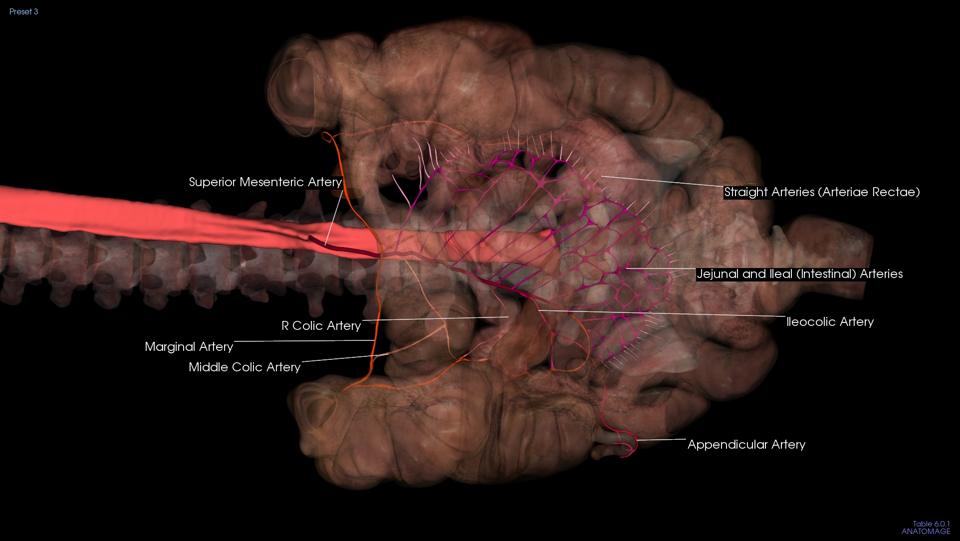 Preset 3
Superior Mesenteric Artery
Straight Arteries (Arteriae Rectae)
Jejunal and Ileal (Intestinal) Arteries
R Colic Artery
Ileocolic Artery
Marginal Artery
Middle Colic Artery
Appendicular Artery
Table 6.0.1
ANATOMAGE